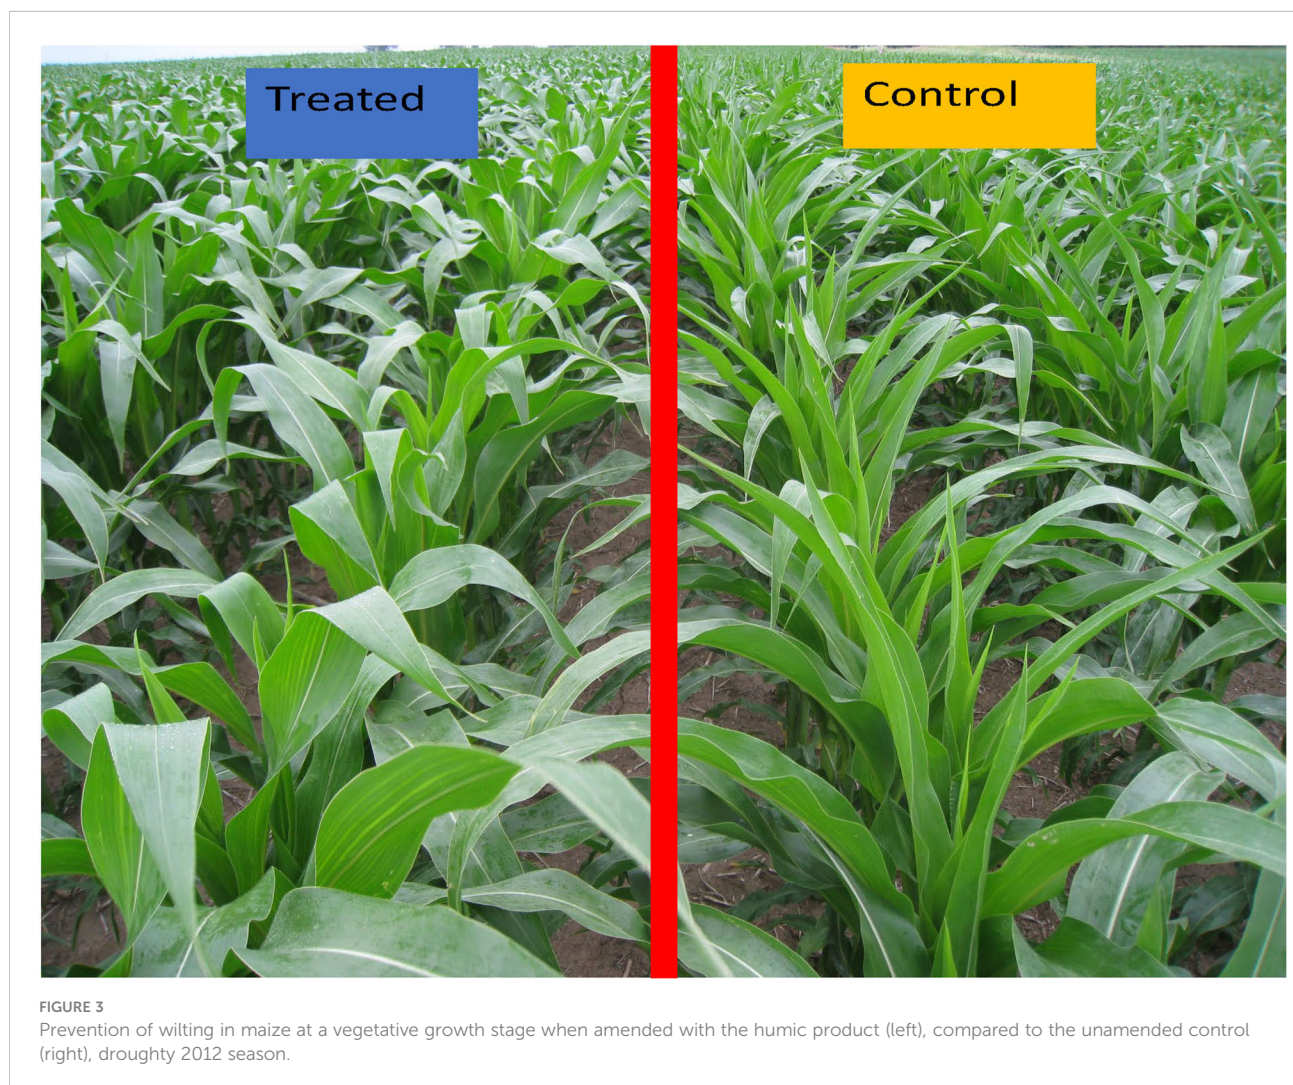 Treated
Control
FIGURE 3
Prevention of wilting in maize at a vegetative growth stage when amended with the humic product (left), compared to the unamended control
(right), droughty 2012 season.